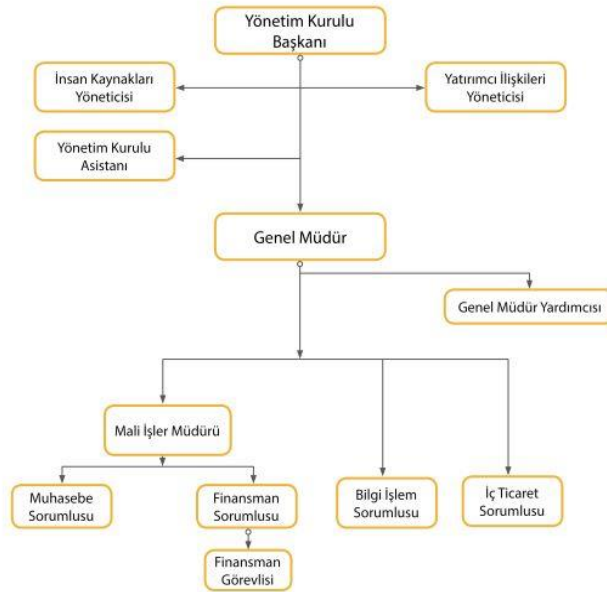 Yönetim Kurulu
Başkanı
İnsan Kaynakları
Yöneticisi
Yatırımcı İlişkileri
Yöneticisi
Yönetim Kurulu
Asistanı
Genel Müdür
Genel Müdür Yardımcısı
Mali İşler Müdürü
Muhasebe
Sorumlusu
Finansman
Sorumlusu
Bilgi İşlem
Sorumlusu
İç Ticaret
Sorumlusu
Finansman
Görevlisi